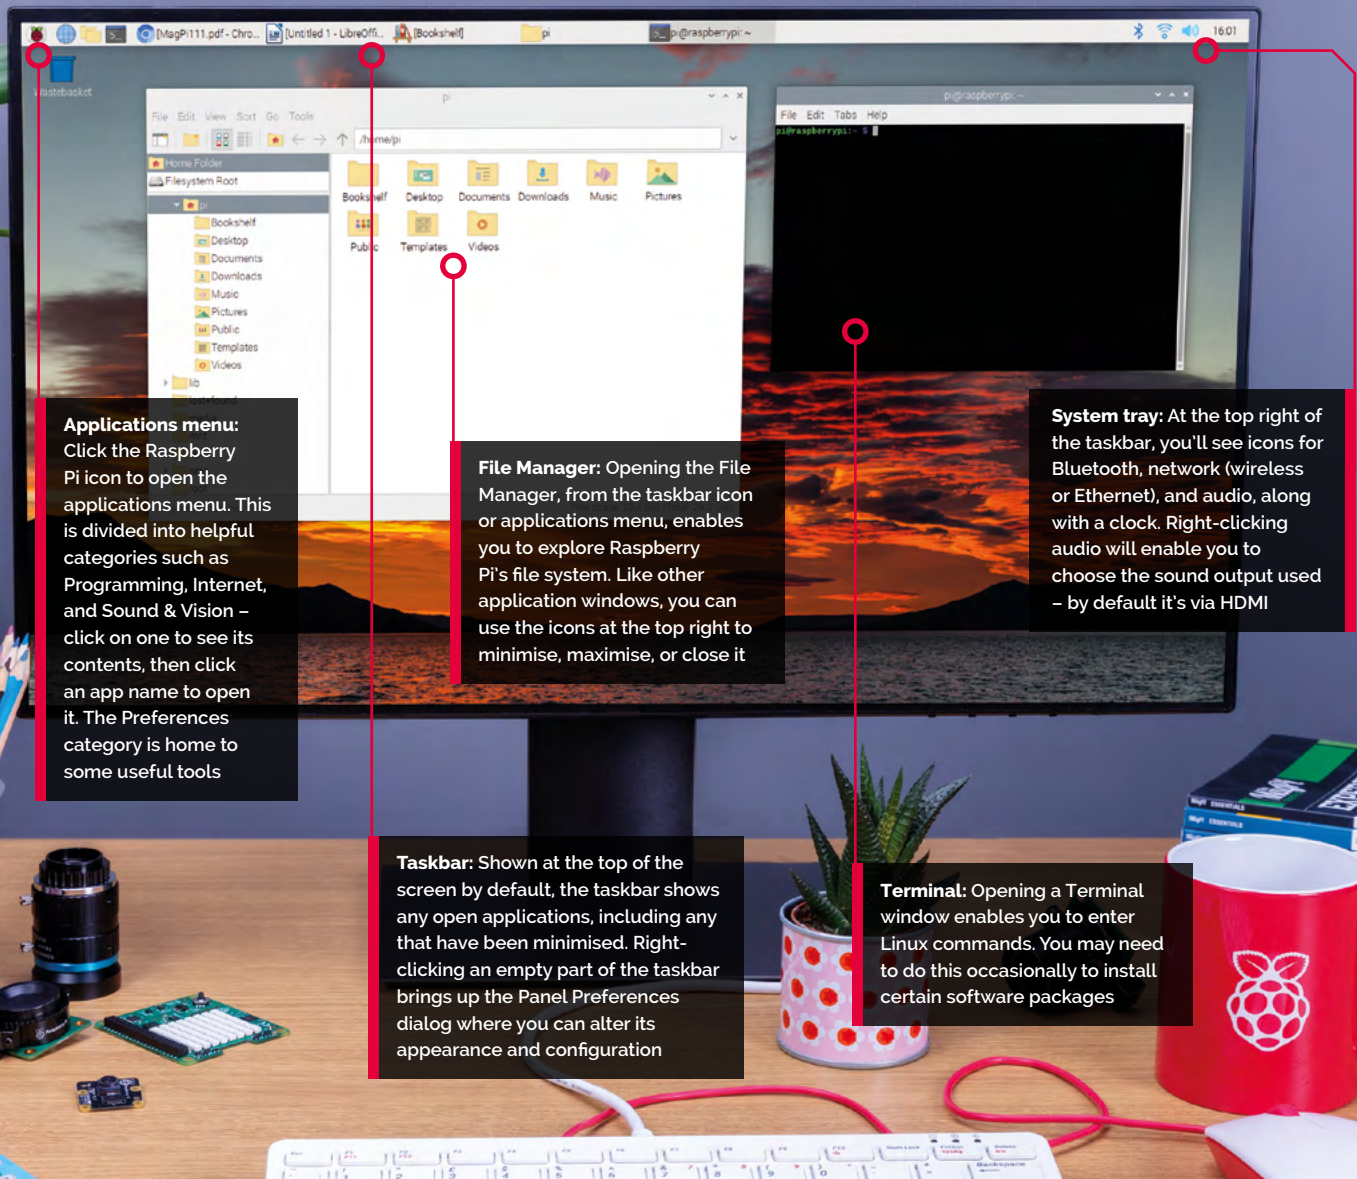 [MagPi111.pdf - Chro...
[Untitled 1 - LibreOffi...
[Bookshelf]
pi
pi@raspberrypi: ~
16:01
Wastebasket
pi
File Edit View Sort Go Tools
/home/pi
Home Folder
Filesystem Root
pi
Bookshelf
Desktop
Documents
Downloads
Music
Pictures
Public
Templates
Videos
lib
Bookshelf Desktop Documents Downloads Music Pictures
Public Templates Videos
pi@raspberrypi: ~
File Edit Tabs Help
pi@raspberrypi:~ $
Applications menu:
Click the Raspberry
Pi icon to open the
applications menu. This
is divided into helpful
categories such as
Programming, Internet,
and Sound & Vision –
click on one to see its
contents, then click
an app name to open
it. The Preferences
category is home to
some useful tools
File Manager: Opening the File
Manager, from the taskbar icon
or applications menu, enables
you to explore Raspberry
Pi’s file system. Like other
application windows, you can
use the icons at the top right to
minimise, maximise, or close it
System tray: At the top right of
the taskbar, you’ll see icons for
Bluetooth, network (wireless
or Ethernet), and audio, along
with a clock. Right-clicking
audio will enable you to
choose the sound output used
– by default it’s via HDMI
Taskbar: Shown at the top of the
screen by default, the taskbar shows
any open applications, including any
that have been minimised. Right-
clicking an empty part of the taskbar
brings up the Panel Preferences
dialog where you can alter its
appearance and configuration
Terminal: Opening a Terminal
window enables you to enter
Linux commands. You may need
to do this occasionally to install
certain software packages
ESSENTIALS
ESSENTIALS
Backspace